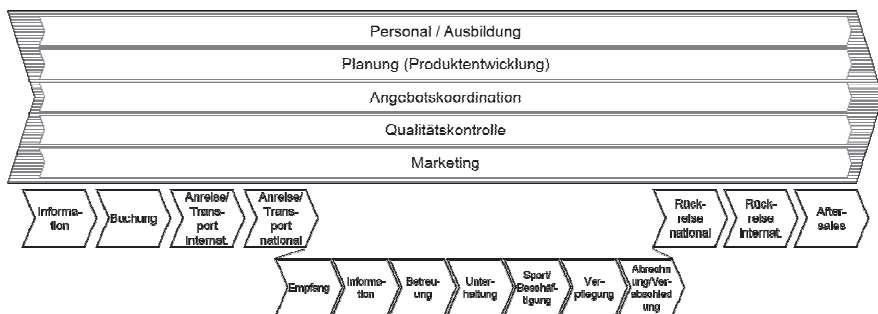 Personal / Ausbildung
Planung (Produktentwicklung)
Angebotskoordination
Qualitätskontrolle
Marketing
Informa-
tion
Buchung
Anreise/
Trans-
port
Internat.
Anreise/
Trans-
port
national
Rück-
reise
national
Rück-
reise
Internat.
After-
sales
Empfang
Informa-
tion
Betreu-
ung
Unter-
haltung
Sport/
Beschäf-
tigung
Ver-
pflegung
Abrechn
ung/Ver-
abschied
ung